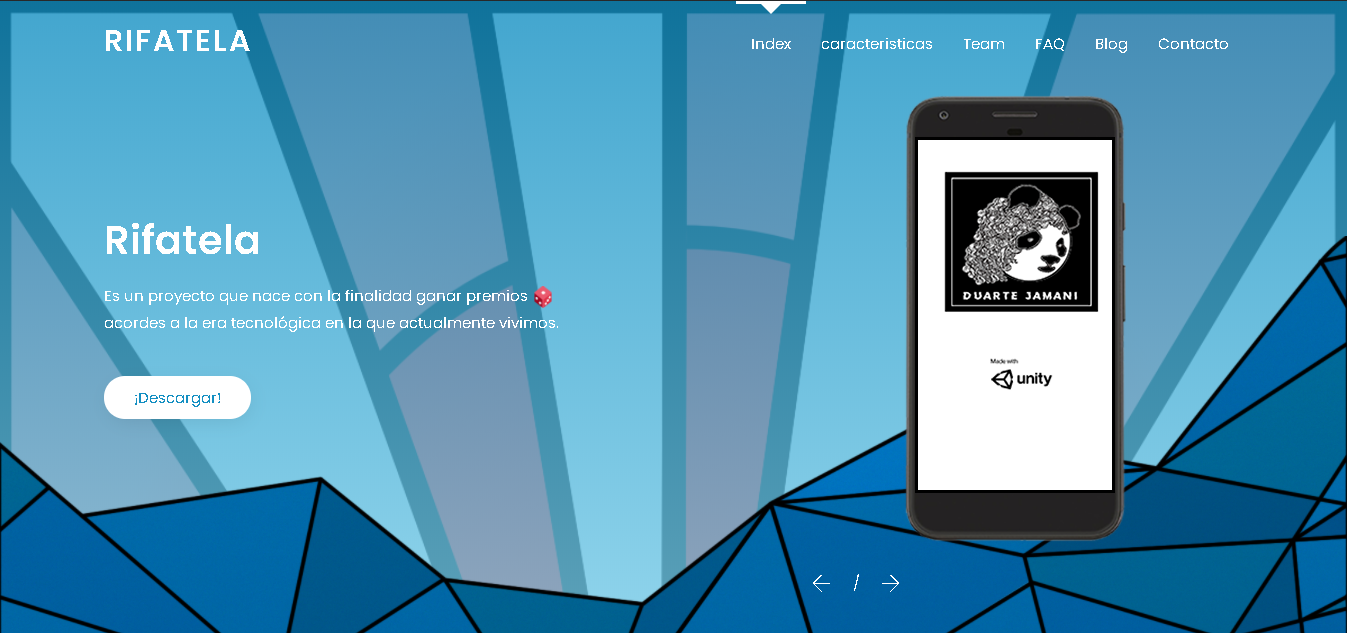 RIFATELA
Index caracteristicas Team FAQ Blog Contacto
Rifatela
Es un proyecto que nace con la finalidad ganar premios 🎲
acordes a la era tecnológica en la que actualmente vivimos.
¡Descargar!
DUARTE JAMANI
Made with
unity
/